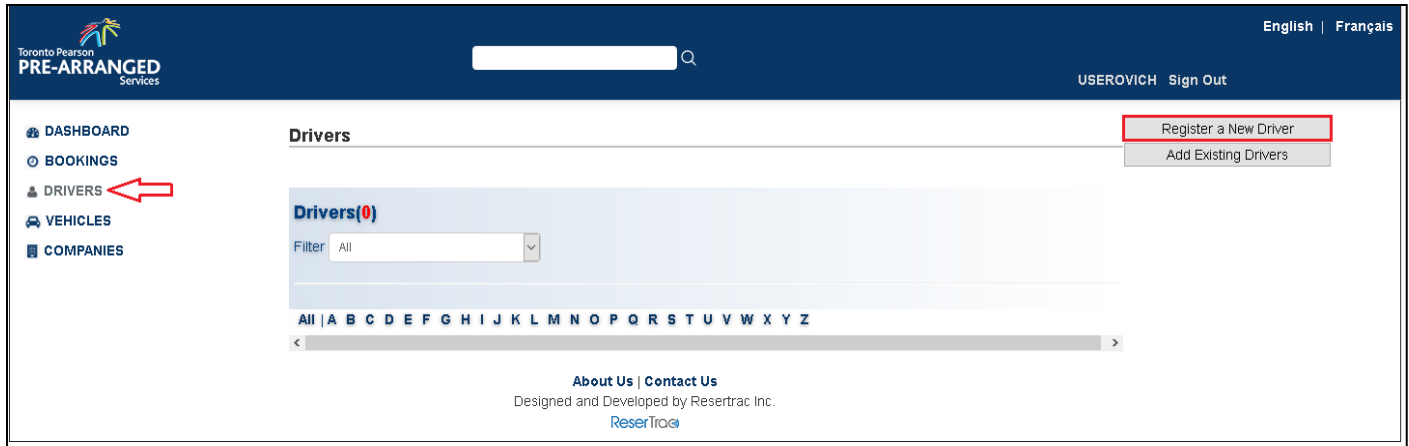 Toronto Pearson
PRE-ARRANGED
Services
English | Français
USEROVICH Sign Out
DASHBOARD
BOOKINGS
DRIVERS
VEHICLES
COMPANIES
Drivers
Register a New Driver
Add Existing Drivers
Drivers(0)
Filter All
All | A B C D E F G H I J K L M N O P Q R S T U V W X Y Z
About Us | Contact Us
Designed and Developed by Resertrac Inc.
ReserTrac